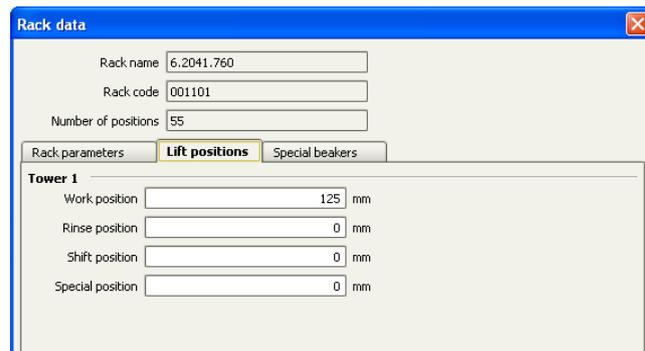 Rack data
Rack name 6.2041.760
Rack code 001101
Number of positions 55
Rack parameters Lift positions Special beakers
Tower 1
Work position 125 mm
Rinse position 0 mm
Shift position 0 mm
Special position 0 mm